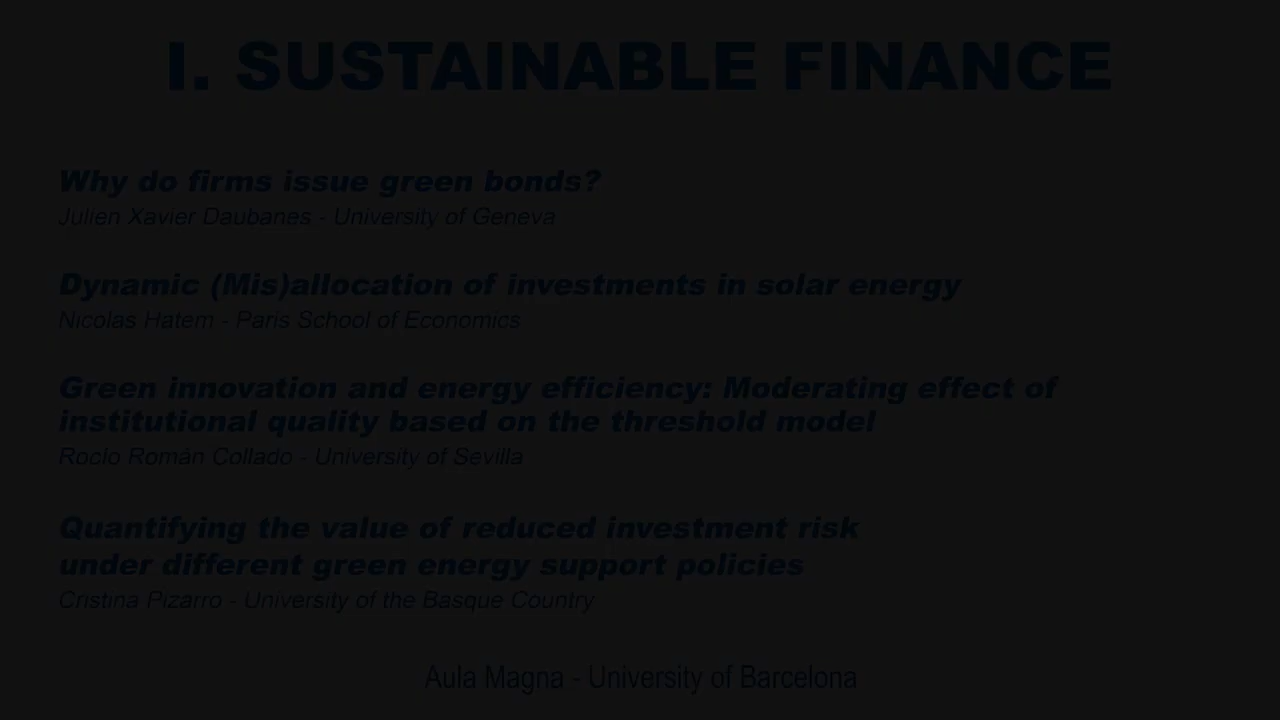 I. SUSTAINABLE FINANCE
Why do firms issue green bonds?
Julien Xavier Daubanes - University of Geneva
Dynamic (Mis)allocation of investments in solar energy
Nicolas Hatem - Paris School of Economics
Green innovation and energy efficiency: Moderating effect of
institutional quality based on the threshold model
Rocío Román Collado - University of Sevilla
Quantifying the value of reduced investment risk
under different green energy support policies
Cristina Pizarro - University of the Basque Country
Aula Magna - University of Barcelona